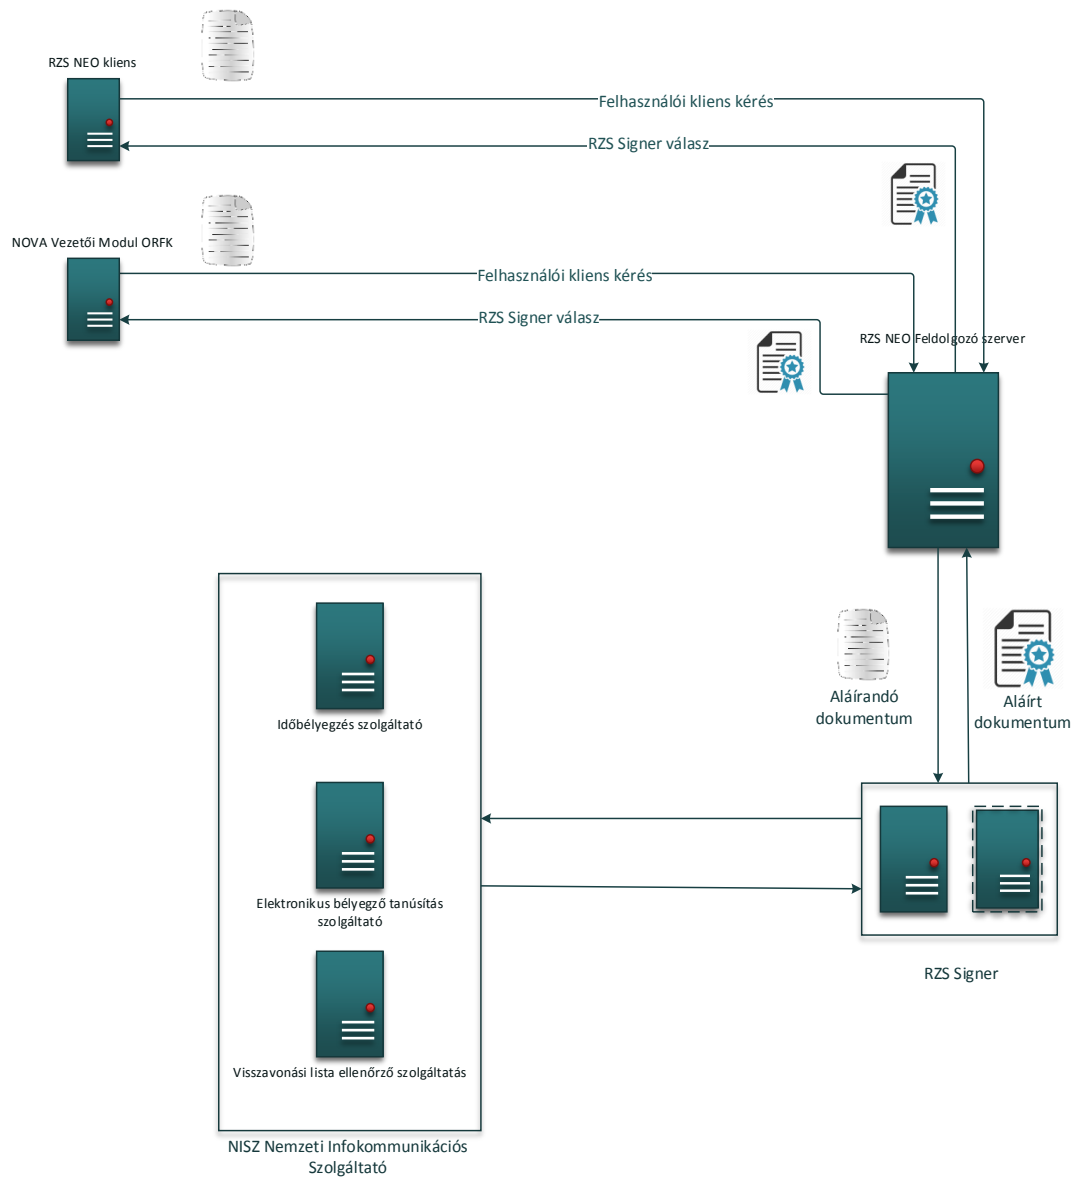 RZS NEO kliens
Felhasználói kliens kérés
RZS Signer válasz
NOVA Vezetői Modul ORFK
Felhasználói kliens kérés
RZS Signer válasz
RZS NEO Feldolgozó szerver
Aláírandó
dokumentum
Aláírt
dokumentum
Időbélyegzés szolgáltató
Elektronikus bélyegző tanúsítás
szolgáltató
RZS Signer
Visszavonási lista ellenőrző szolgáltatás
NISZ Nemzeti Infokommunikációs
Szolgáltató